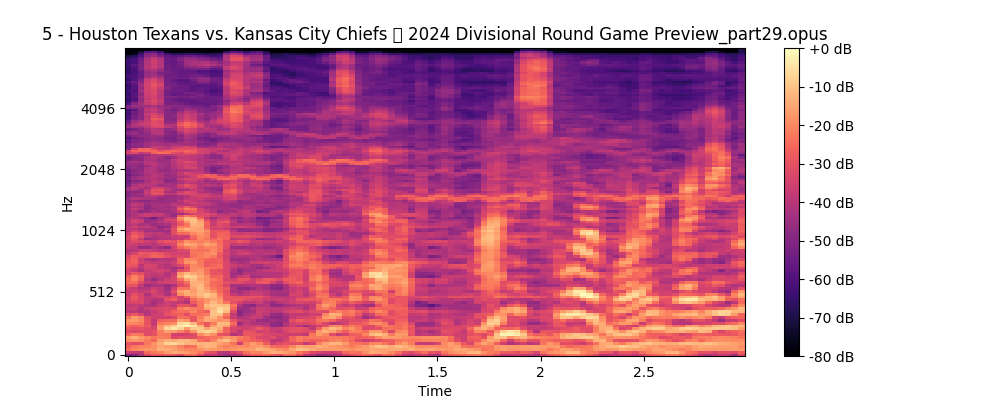 5 - Houston Texans vs. Kansas City Chiefs 2024 Divisional Round Game Preview_part29.opus
+0 dB
4096
-10 dB
-20 dB
2048
-30 dB
Hz
-40 dB
1024
-50 dB
512
-60 dB
-70 dB
0
-80 dB
0 0.5 1 1.5 2 2.5
Time